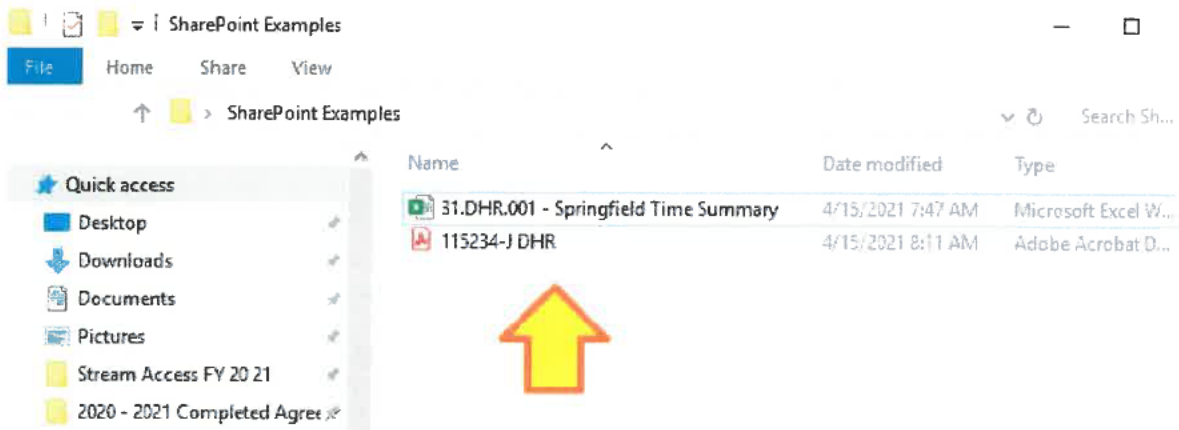 SharePoint Examples
File Home Share View
SharePoint Examples Search Sh...
Name Date modified Type
Quick access
31.DHR.001 - Springfield Time Summary 4/15/2021 7:47 AM Microsoft Excel W...
Desktop
115234-J DHR 4/15/2021 8:11 AM Adobe Acrobat D...
Downloads
Documents
Pictures
Stream Access FY 20 21
2020 - 2021 Completed Agree